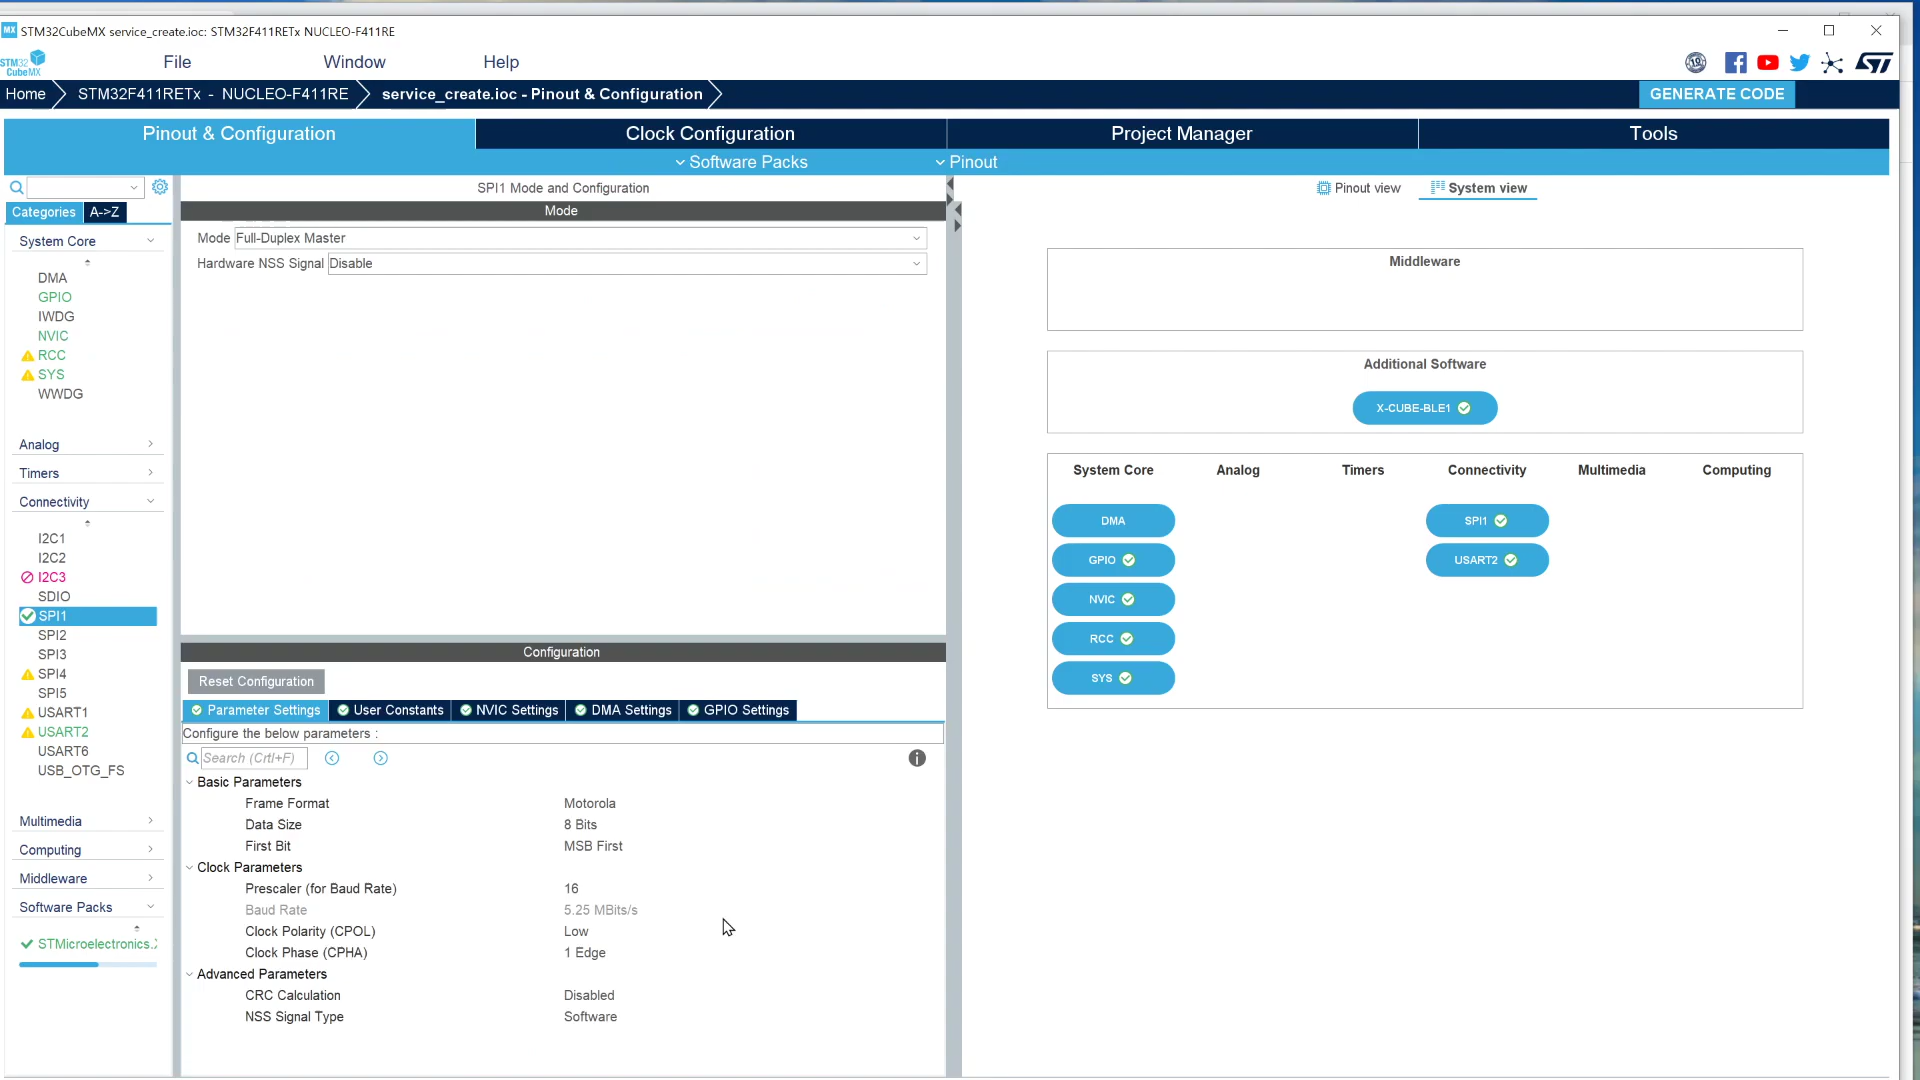 MX STM32CubeMX service_create.ioc: STM32F411RETx NUCLEO-F411RE
STM32
CubeMX
File Window Help
10
ST
Home STM32F411RETx - NUCLEO-F411RE service_create.ioc - Pinout & Configuration GENERATE CODE
Pinout & Configuration Clock Configuration Project Manager Tools
Software Packs Pinout
SPI1 Mode and Configuration
Pinout view System view
Categories A->Z
Mode
System Core
Mode Full-Duplex Master
Hardware NSS Signal Disable
DMA
GPIO
IWDG
NVIC
RCC
SYS
WWDG
Analog
Timers
Connectivity
I2C1
I2C2
I2C3
SDIO
SPI1
SPI2
SPI3
SPI4
SPI5
USART1
USART2
USART6
USB_OTG_FS
Multimedia
Computing
Middleware
Software Packs
STMicroelectronics.
Configuration
Reset Configuration
Parameter Settings User Constants NVIC Settings DMA Settings GPIO Settings
Configure the below parameters :
Search (Crtl+F)
Basic Parameters
Frame Format Motorola
Data Size 8 Bits
First Bit MSB First
Clock Parameters
Prescaler (for Baud Rate) 16
Baud Rate 5.25 MBits/s
Clock Polarity (CPOL) Low
Clock Phase (CPHA) 1 Edge
Advanced Parameters
CRC Calculation Disabled
NSS Signal Type Software
Middleware
Additional Software
X-CUBE-BLE1
System Core Analog Timers Connectivity Multimedia Computing
DMA SPI1
GPIO USART2
NVIC
RCC
SYS